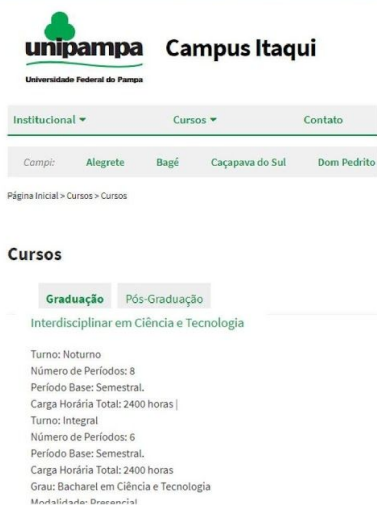 unipampa
Universidade Federal do Pampa
Campus Itaqui
Institucional Cursos Contato
Campi: Alegrete Bagé Caçapava do Sul Dom Pedrito
Página Inicial > Cursos > Cursos
Cursos
Graduação Pós-Graduação
Interdisciplinar em Ciência e Tecnologia
Turno: Noturno
Número de Períodos: 8
Período Base: Semestral.
Carga Horária Total: 2400 horas |
Turno: Integral
Número de Períodos: 6
Período Base: Semestral.
Carga Horária Total: 2400 horas
Grau: Bacharel em Ciência e Tecnologia
Modalidade: Presencial